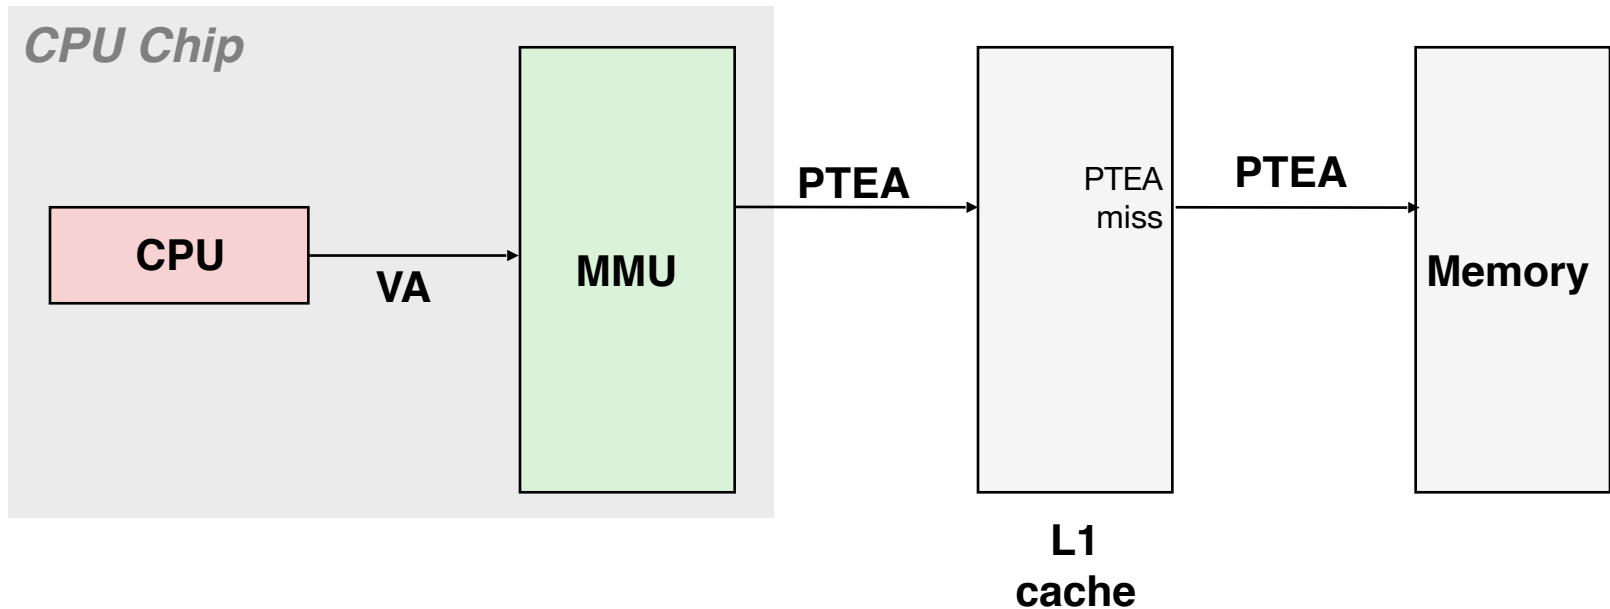 CPU Chip
CPU
VA
MMU
PTEA
PTEA
miss
PTEA
Memory
L1
cache